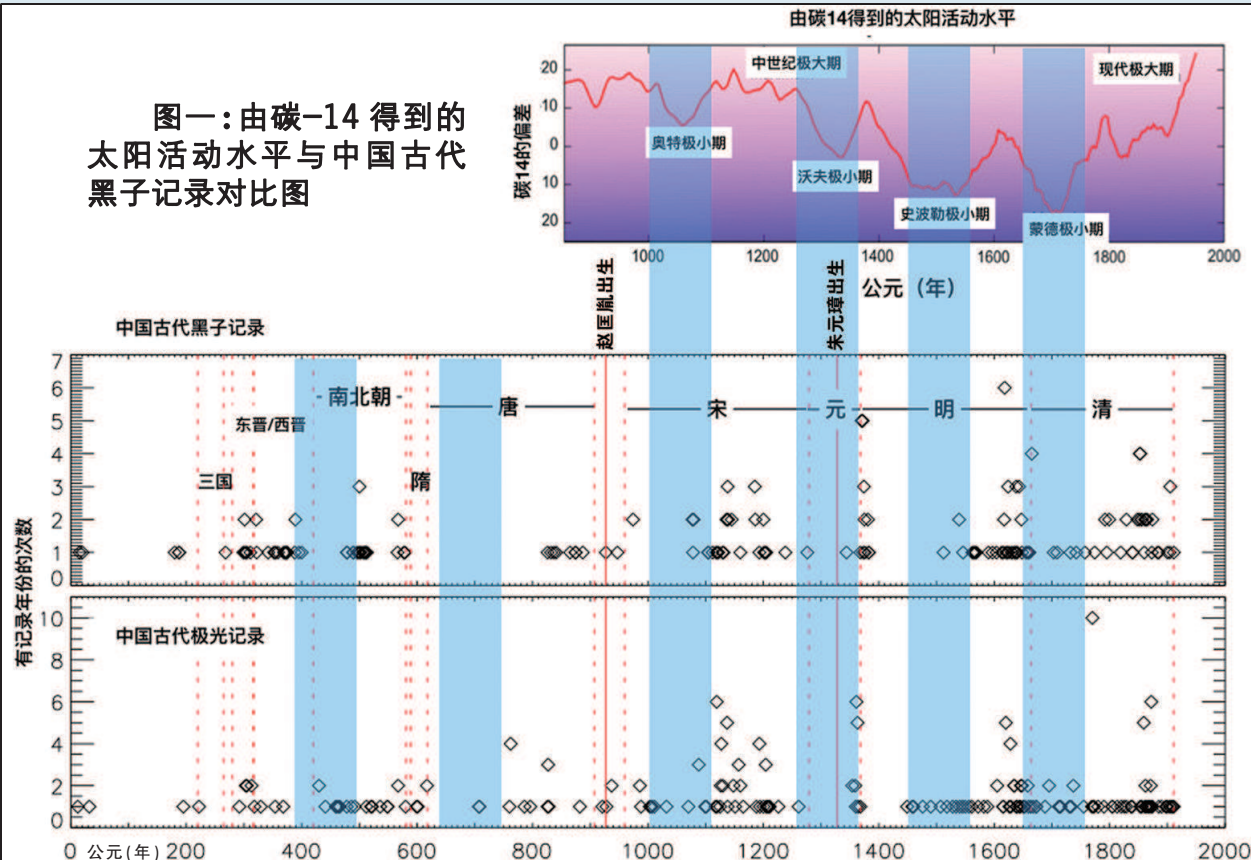 由碳14得到的太阳活动水平
图一:由碳-14 得到的
太阳活动水平与中国古代
黑子记录对比图
碳14的偏差
20
10
0
10
20
中世纪极大期
现代极大期
奥特极小期
沃夫极小期
史波勒极小期
蒙德极小期
1000
1200
1400
1600
1800
2000
公元（年）
赵匡胤出生
朱元璋出生
中国古代黑子记录
有记录年份的次数
7
6
5
4
3
2
1
0
三国
东晋/西晋
- 南北朝 -
隋
唐
宋
元
明
清
中国古代极光记录
10
8
6
4
2
0
0 公元(年) 200 400 600 800 1000 1200 1400 1600 1800 2000